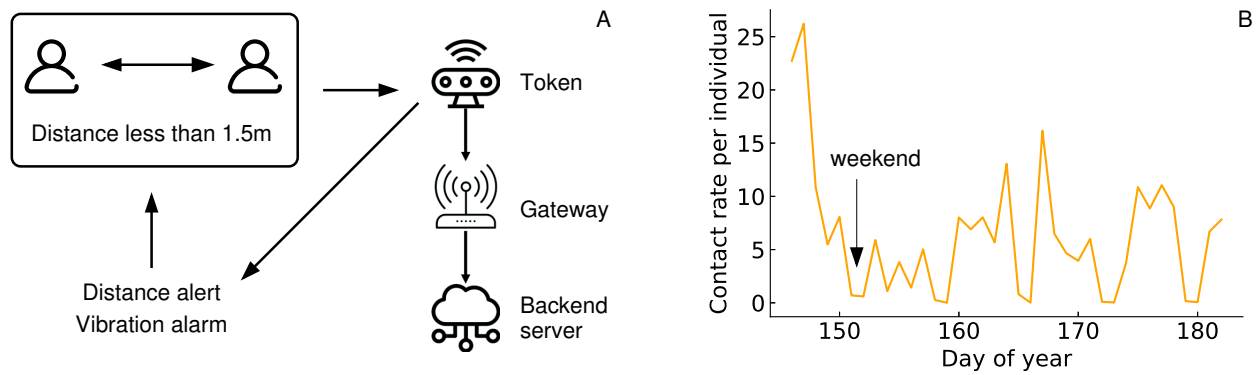 A
Distance less than 1.5m
Token
Gateway
Backend
server
Distance alert
Vibration alarm
B
Contact rate per individual
25
20
15
10
5
0
weekend
150
160
170
180
Day of year